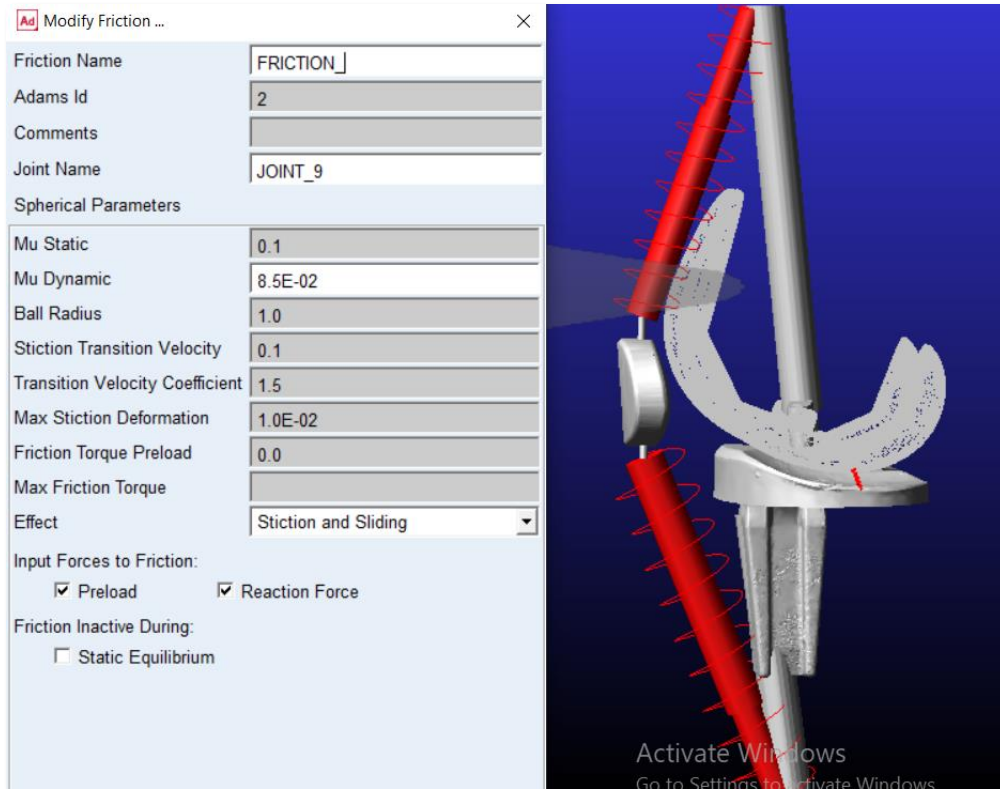 Ad Modify Friction ...
Friction Name FRICTION_
Adams Id 2
Comments
Joint Name JOINT_9
Spherical Parameters
Mu Static 0.1
Mu Dynamic 8.5E-02
Ball Radius 1.0
Stiction Transition Velocity 0.1
Transition Velocity Coefficient 1.5
Max Stiction Deformation 1.0E-02
Friction Torque Preload 0.0
Max Friction Torque
Effect Stiction and Sliding
Input Forces to Friction:
Preload Reaction Force
Friction Inactive During:
Static Equilibrium
Activate Windows
Go to Settings to activate Windows